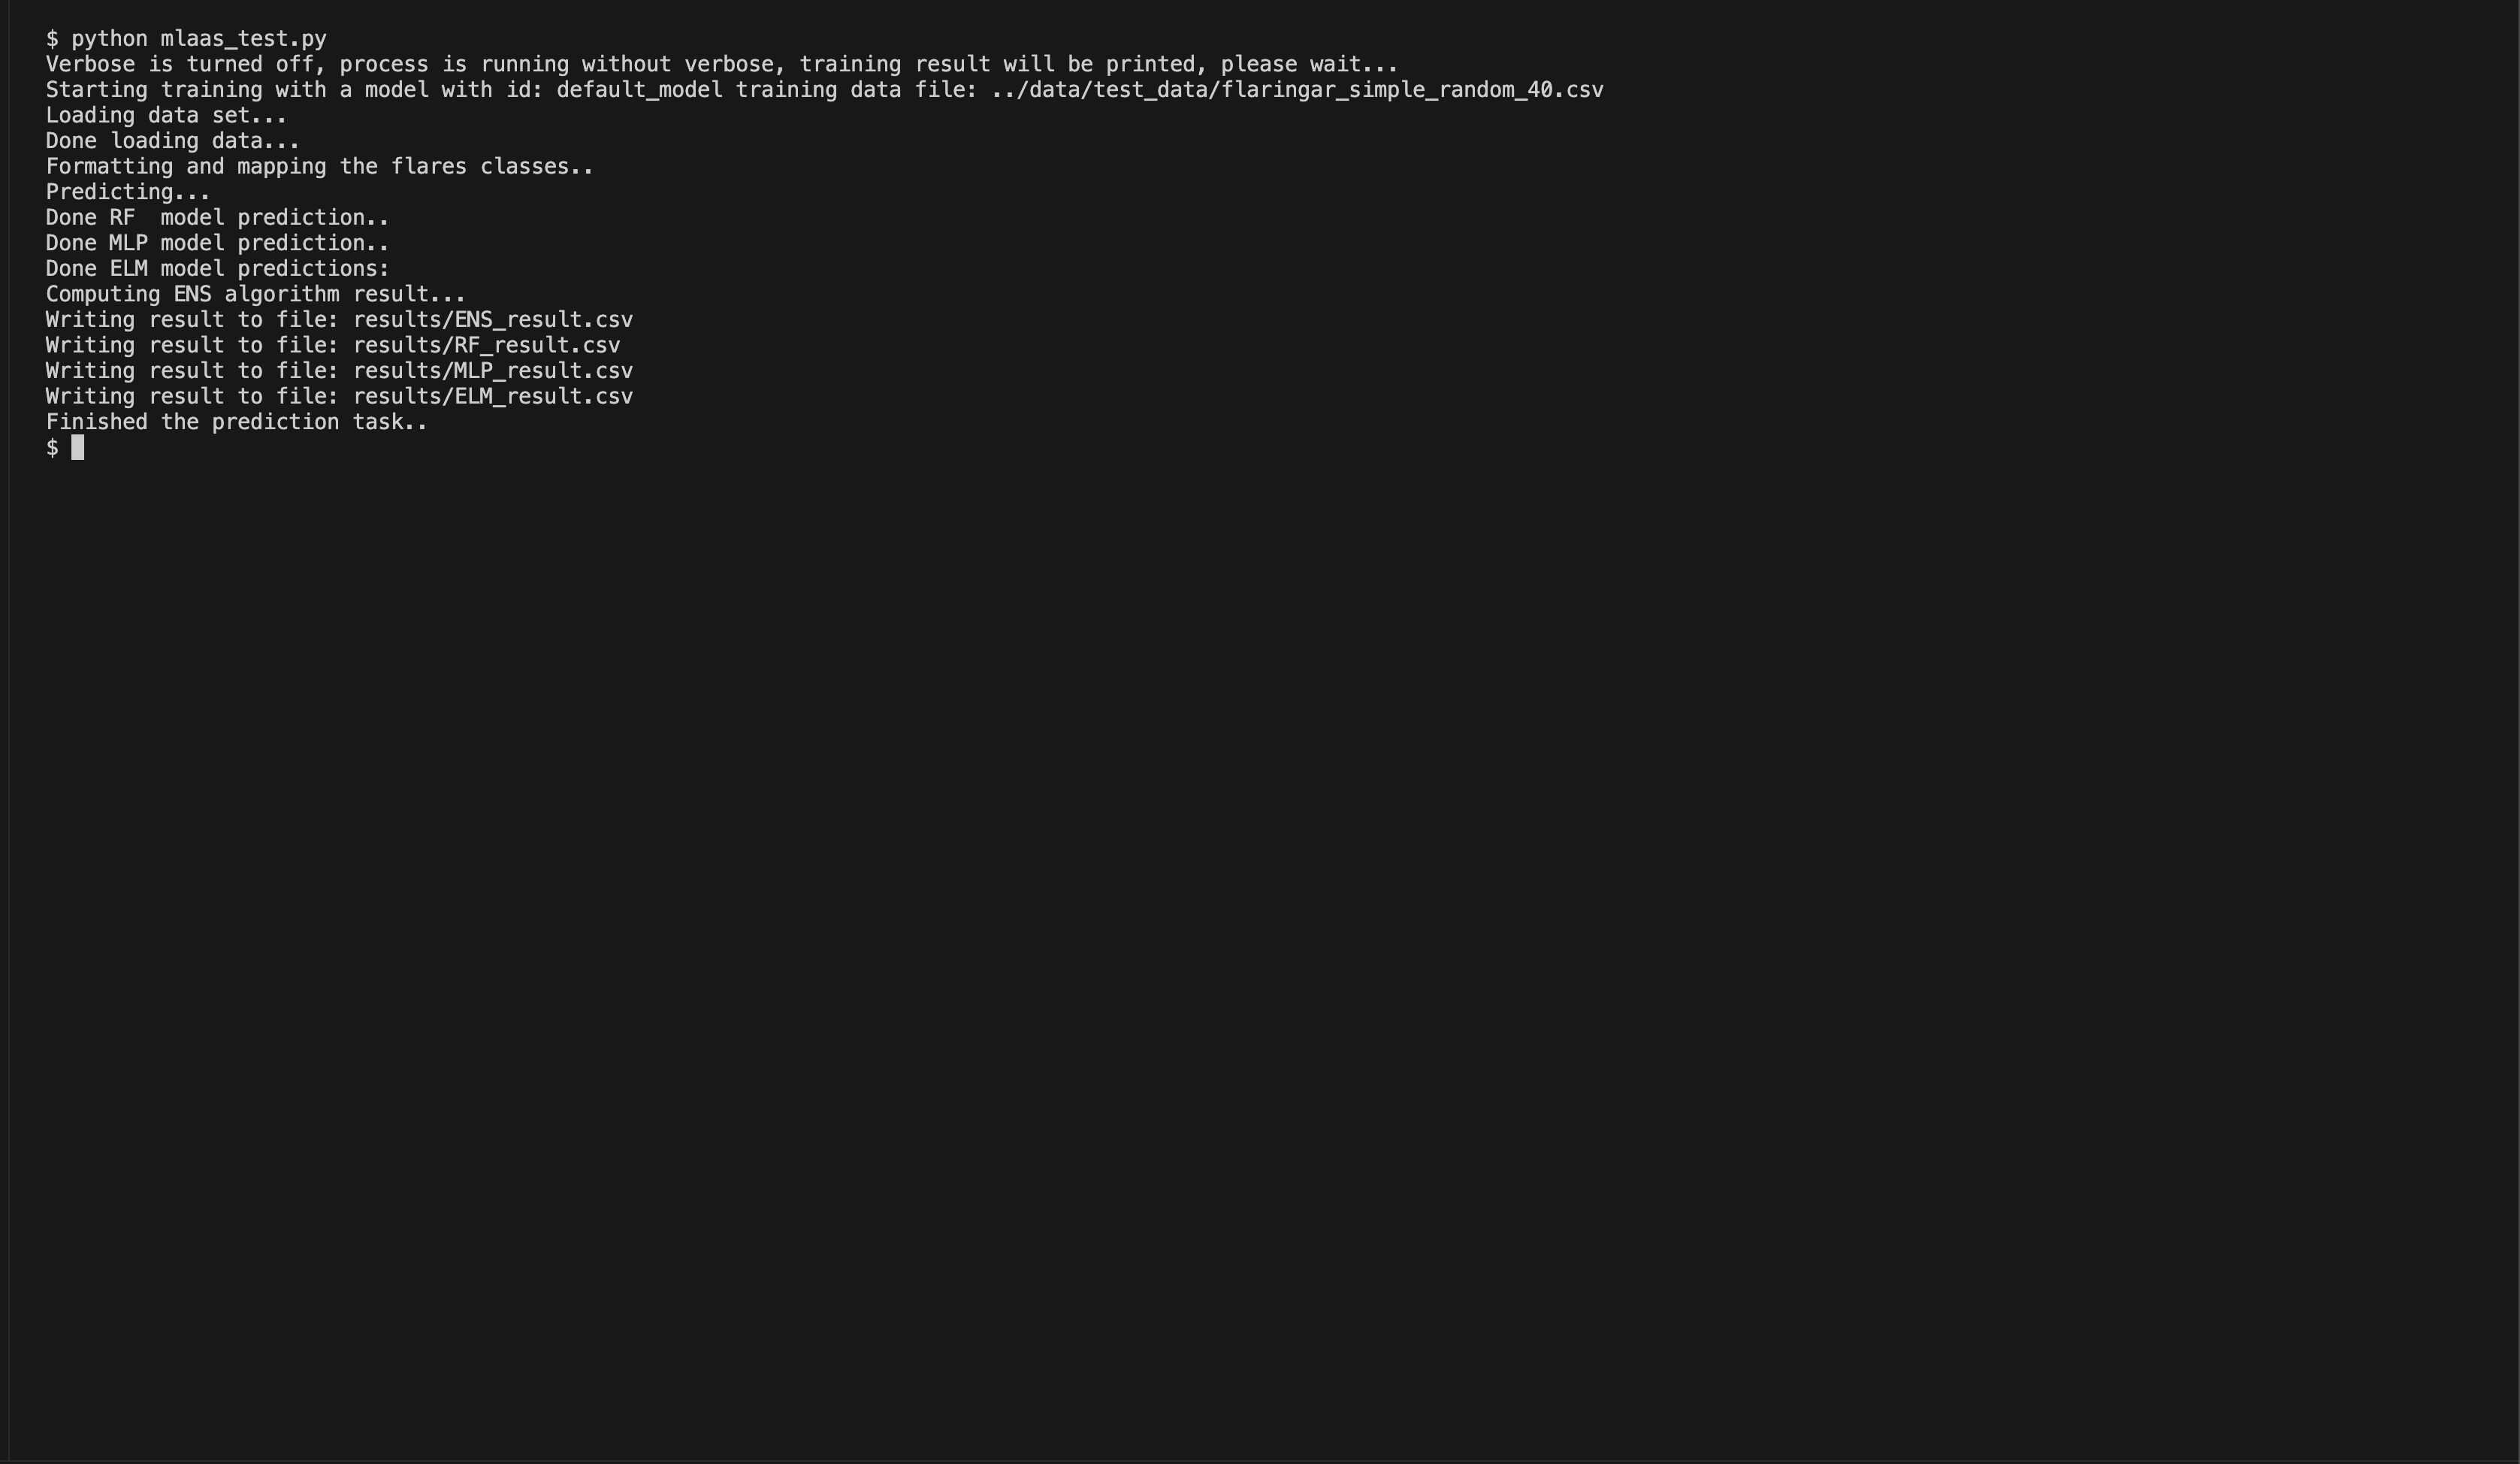 $ python mlaas_test.py
Verbose is turned off, process is running without verbose, training result will be printed, please wait...
Starting training with a model with id: default_model training data file: ../data/test_data/flaringar_simple_random_40.csv
Loading data set...
Done loading data...
Formatting and mapping the flares classes..
Predicting...
Done RF  model prediction..
Done MLP model prediction..
Done ELM model predictions:
Computing ENS algorithm result...
Writing result to file: results/ENS_result.csv
Writing result to file: results/RF_result.csv
Writing result to file: results/MLP_result.csv
Writing result to file: results/ELM_result.csv
Finished the prediction task..
$